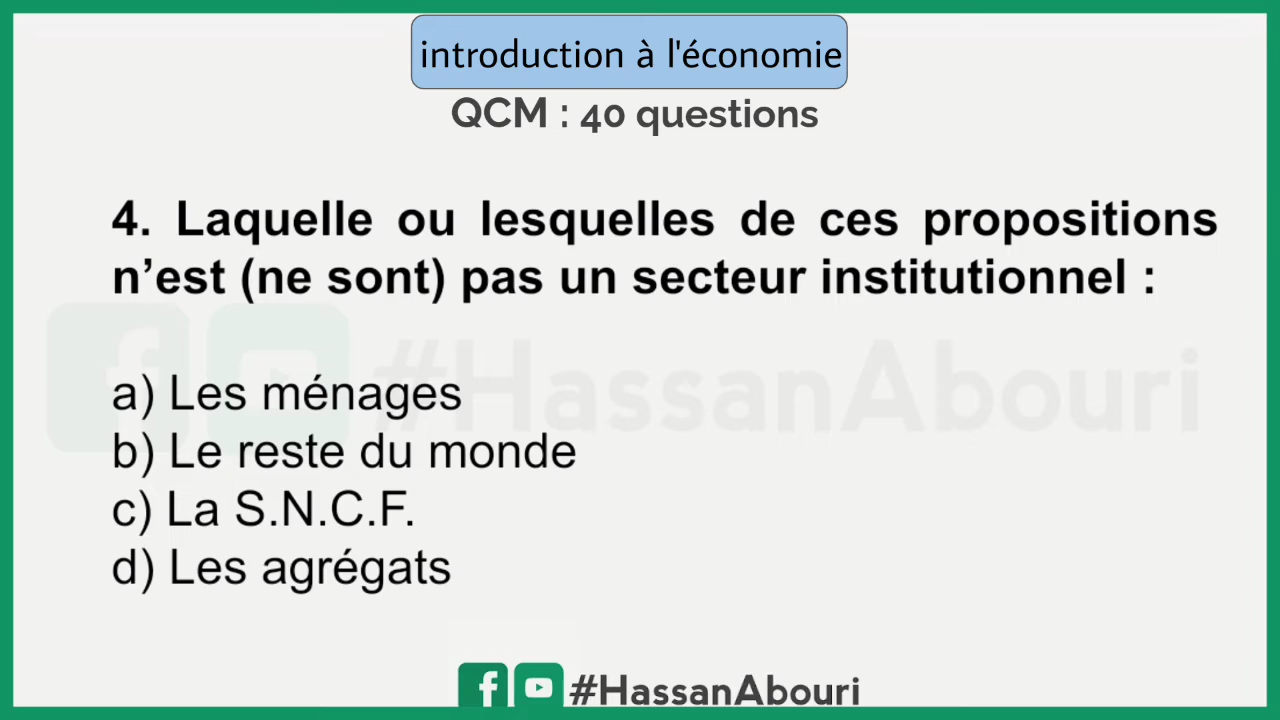 introduction à l'économie
QCM : 40 questions
4. Laquelle ou lesquelles de ces propositions
n’est (ne sont) pas un secteur institutionnel :
#HassanAbouri
a) Les ménages
b) Le reste du monde
c) La S.N.C.F.
d) Les agrégats
#HassanAbouri